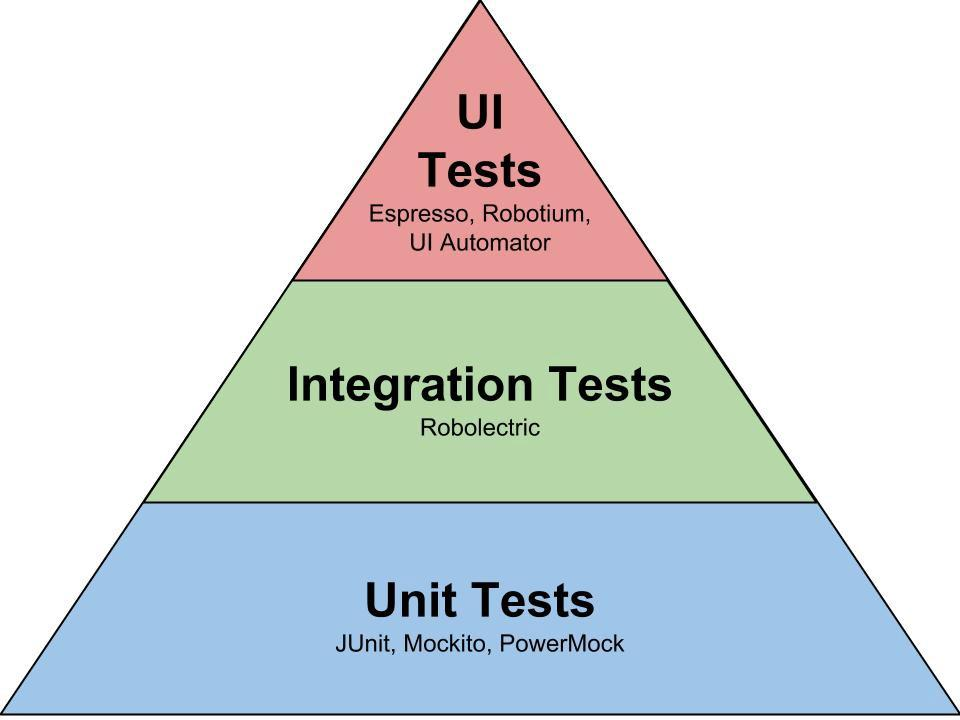 UI
Tests
Espresso, Robotium,
UI Automator
Integration Tests
Robolectric
Unit Tests
JUnit, Mockito, PowerMock